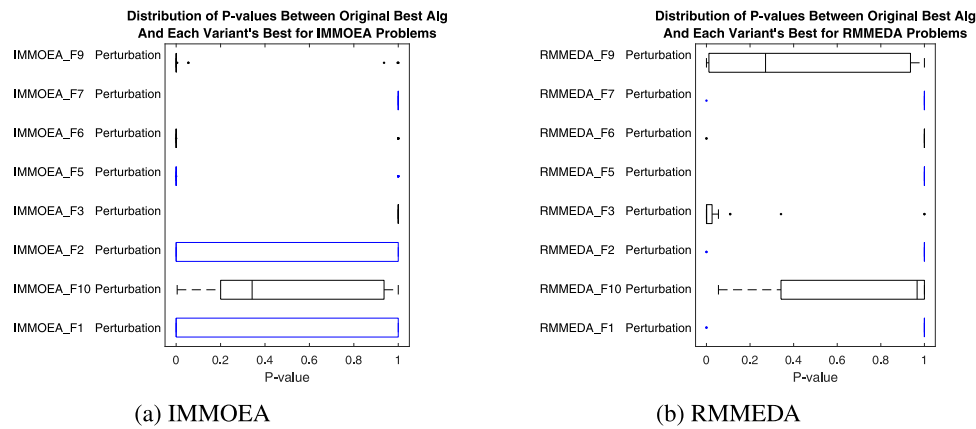 Distribution of P-values Between Original Best Alg
And Each Variant's Best for IMMOEA Problems
IMMOEA_F9 Perturbation
IMMOEA_F7 Perturbation
IMMOEA_F6 Perturbation
IMMOEA_F5 Perturbation
IMMOEA_F3 Perturbation
IMMOEA_F2 Perturbation
IMMOEA_F10 Perturbation
IMMOEA_F1 Perturbation
0 0.2 0.4 0.6 0.8 1
P-value
(a) IMMOEA
Distribution of P-values Between Original Best Alg
And Each Variant's Best for RMMEDA Problems
RMMEDA_F9 Perturbation
RMMEDA_F7 Perturbation
RMMEDA_F6 Perturbation
RMMEDA_F5 Perturbation
RMMEDA_F3 Perturbation
RMMEDA_F2 Perturbation
RMMEDA_F10 Perturbation
RMMEDA_F1 Perturbation
0 0.2 0.4 0.6 0.8 1
P-value
(b) RMMEDA